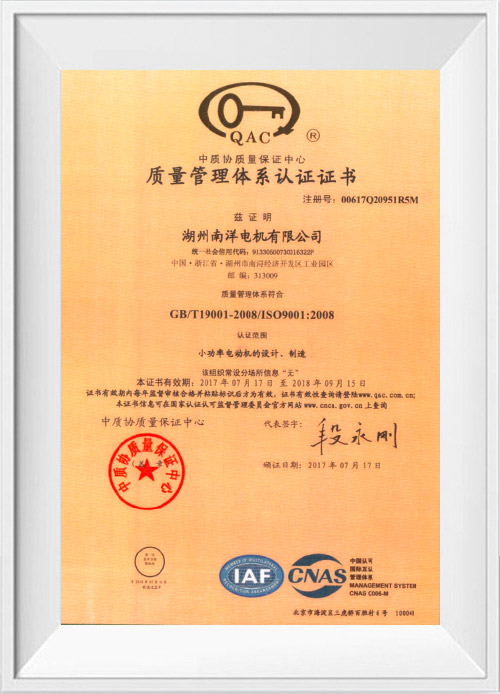 QAC ®
中质协质量保证中心
质量管理体系认证证书
注册号：00617Q20951R5M
兹证明
湖州南洋电机有限公司
统一社会信用代码：91330500730316322P
中国·浙江省·湖州市南浔经济开发区工业园区
邮编：313009
质量管理体系符合
GB/T19001-2008/ISO9001:2008
认证范围
小功率电动机的设计、制造
该组织常设分场所信息“无”
本证书有效期：2017年07月17日 至 2018年09月15日
证书有效期内每年监督审核合格并粘贴标识后方为有效。证书有效性查询请登陆www.qac.com.cn;
本证书信息可在国家认证认可监督管理委员会官方网站 www.cnca.gov.cn 上查询
中质协质量保证中心
代表签字：
段永刚
颁证日期：2017年07月17日
中质协质量保证中心
IAF
CNAS
中国认可
国际互认
管理体系
MANAGEMENT SYSTEM
CNAS C006-M
北京市海淀区三虎桥百胜村6号